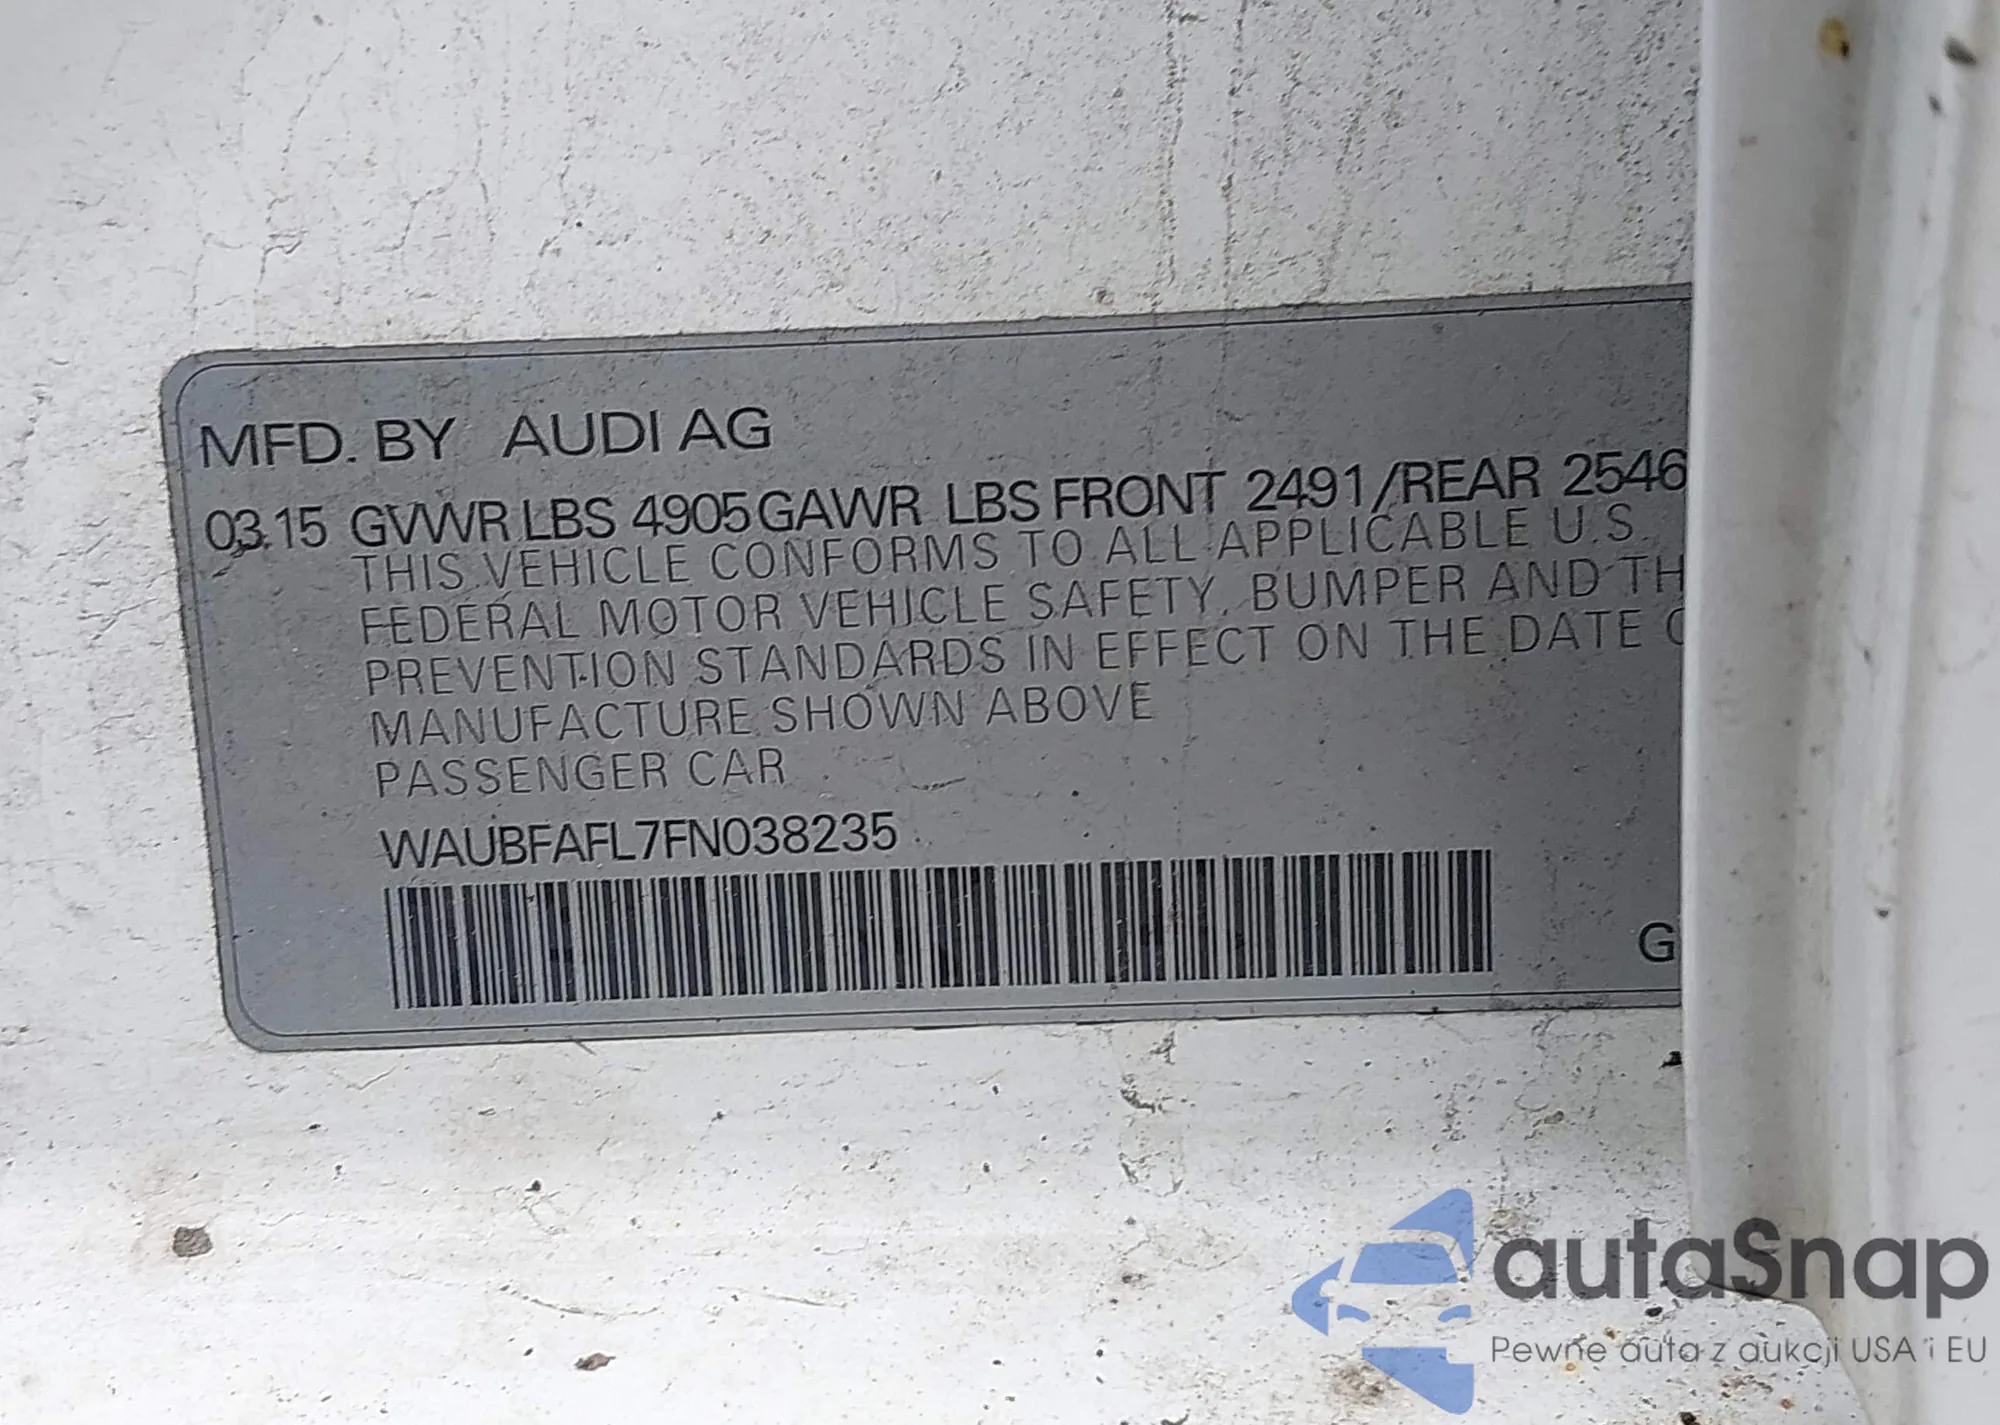 MFD. BY AUDI AG
03.15 GVWR LBS 4905 GAWR LBS FRONT 2491/REAR 2546
THIS VEHICLE CONFORMS TO ALL APPLICABLE U.S.
FEDERAL MOTOR VEHICLE SAFETY, BUMPER AND TH
PREVENTION STANDARDS IN EFFECT ON THE DATE O
MANUFACTURE SHOWN ABOVE
PASSENGER CAR
WAUBFAFL7FN038235
G
autaSnap
Pewne auta z aukcji USA i EU